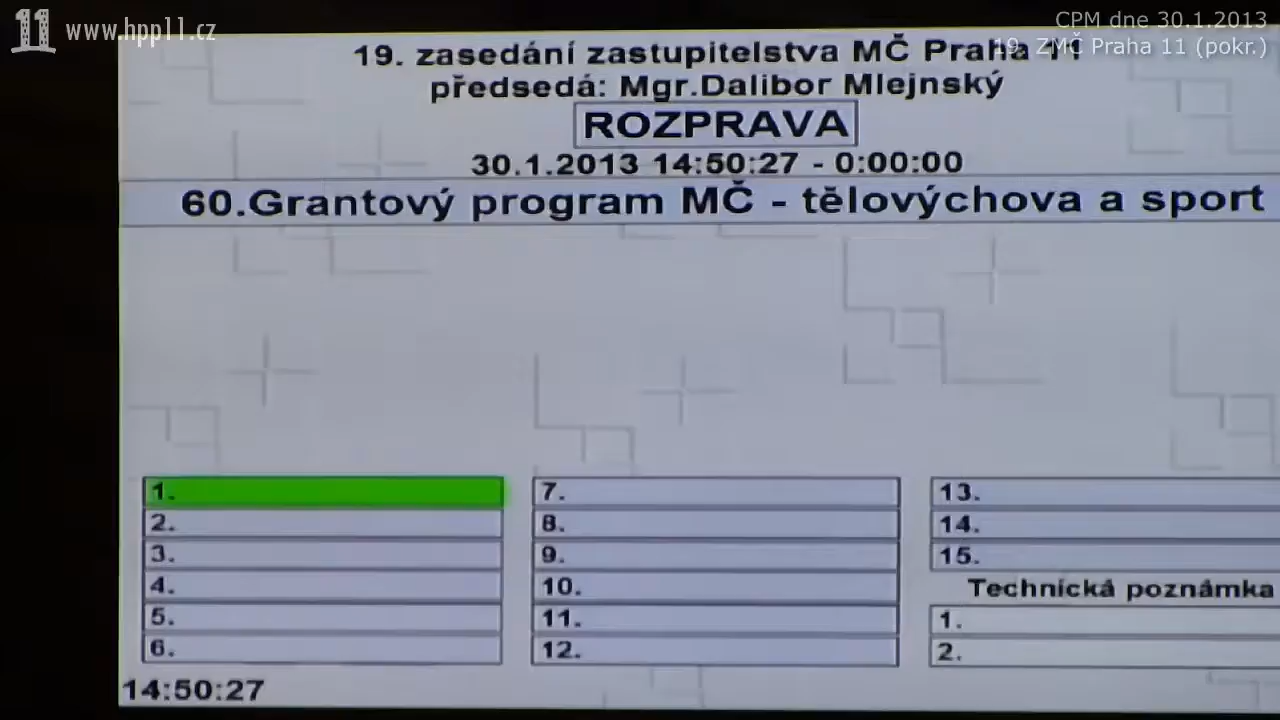 11 www.hpp11.cz
CPM dne 30.1.2013
19. ZMČ Praha 11 (pokr.)
19. zasedání zastupitelstva MČ Praha 11
předsedá: Mgr.Dalibor Mlejnský
ROZPRAVA
30.1.2013 14:50:27 - 0:00:00
60.Grantový program MČ - tělovýchova a sport
1.
2.
3.
4.
5.
6.
7.
8.
9.
10.
11.
12.
13.
14.
15.
Technická poznámka
1.
2.
14:50:27